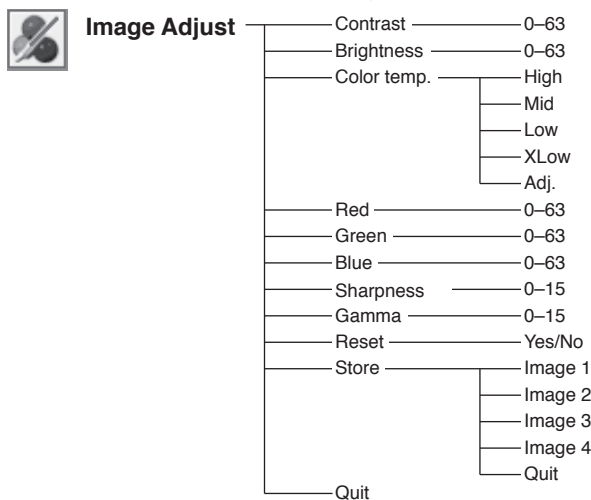 Image Adjust Contrast 0–63
Brightness 0–63
Color temp. High
Mid
Low
XLow
Adj.
Red 0–63
Green 0–63
Blue 0–63
Sharpness 0–15
Gamma 0–15
Reset Yes/No
Store Image 1
Image 2
Image 3
Image 4
Quit
Quit